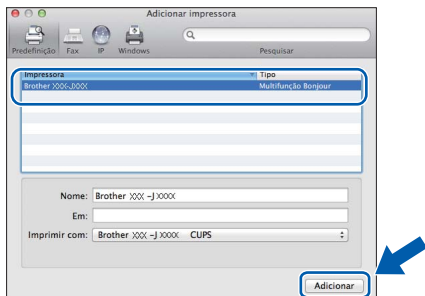 Adicionar impressora
Predefinição Fax IP Windows Pesquisar
Impressora Tipo
Brother XXX-JXXX Multifunção Bonjour
Nome: Brother XXX -J XXXX
Em:
Imprimir com: Brother XXX -J XXXX CUPS
Adicionar